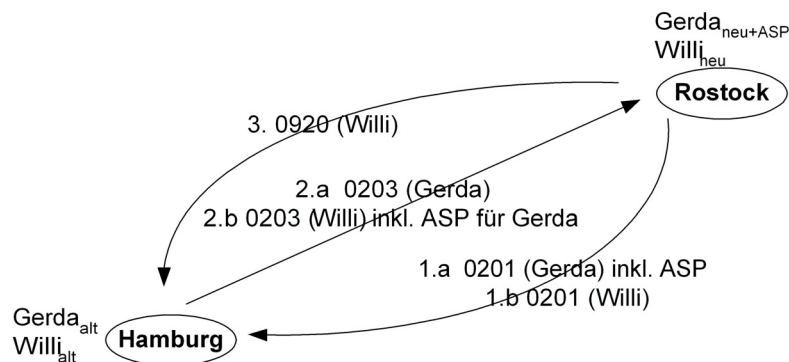 Gerda neu+ASP
Willi neu
Rostock
3. 0920 (Willi)
2.a 0203 (Gerda)
2.b 0203 (Willi) inkl. ASP für Gerda
1.a 0201 (Gerda) inkl. ASP
1.b 0201 (Willi)
Gerda alt
Willi alt
Hamburg